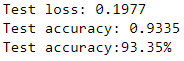 Test loss: 0.1977
Test accuracy: 0.9335
Test accuracy:93.35%